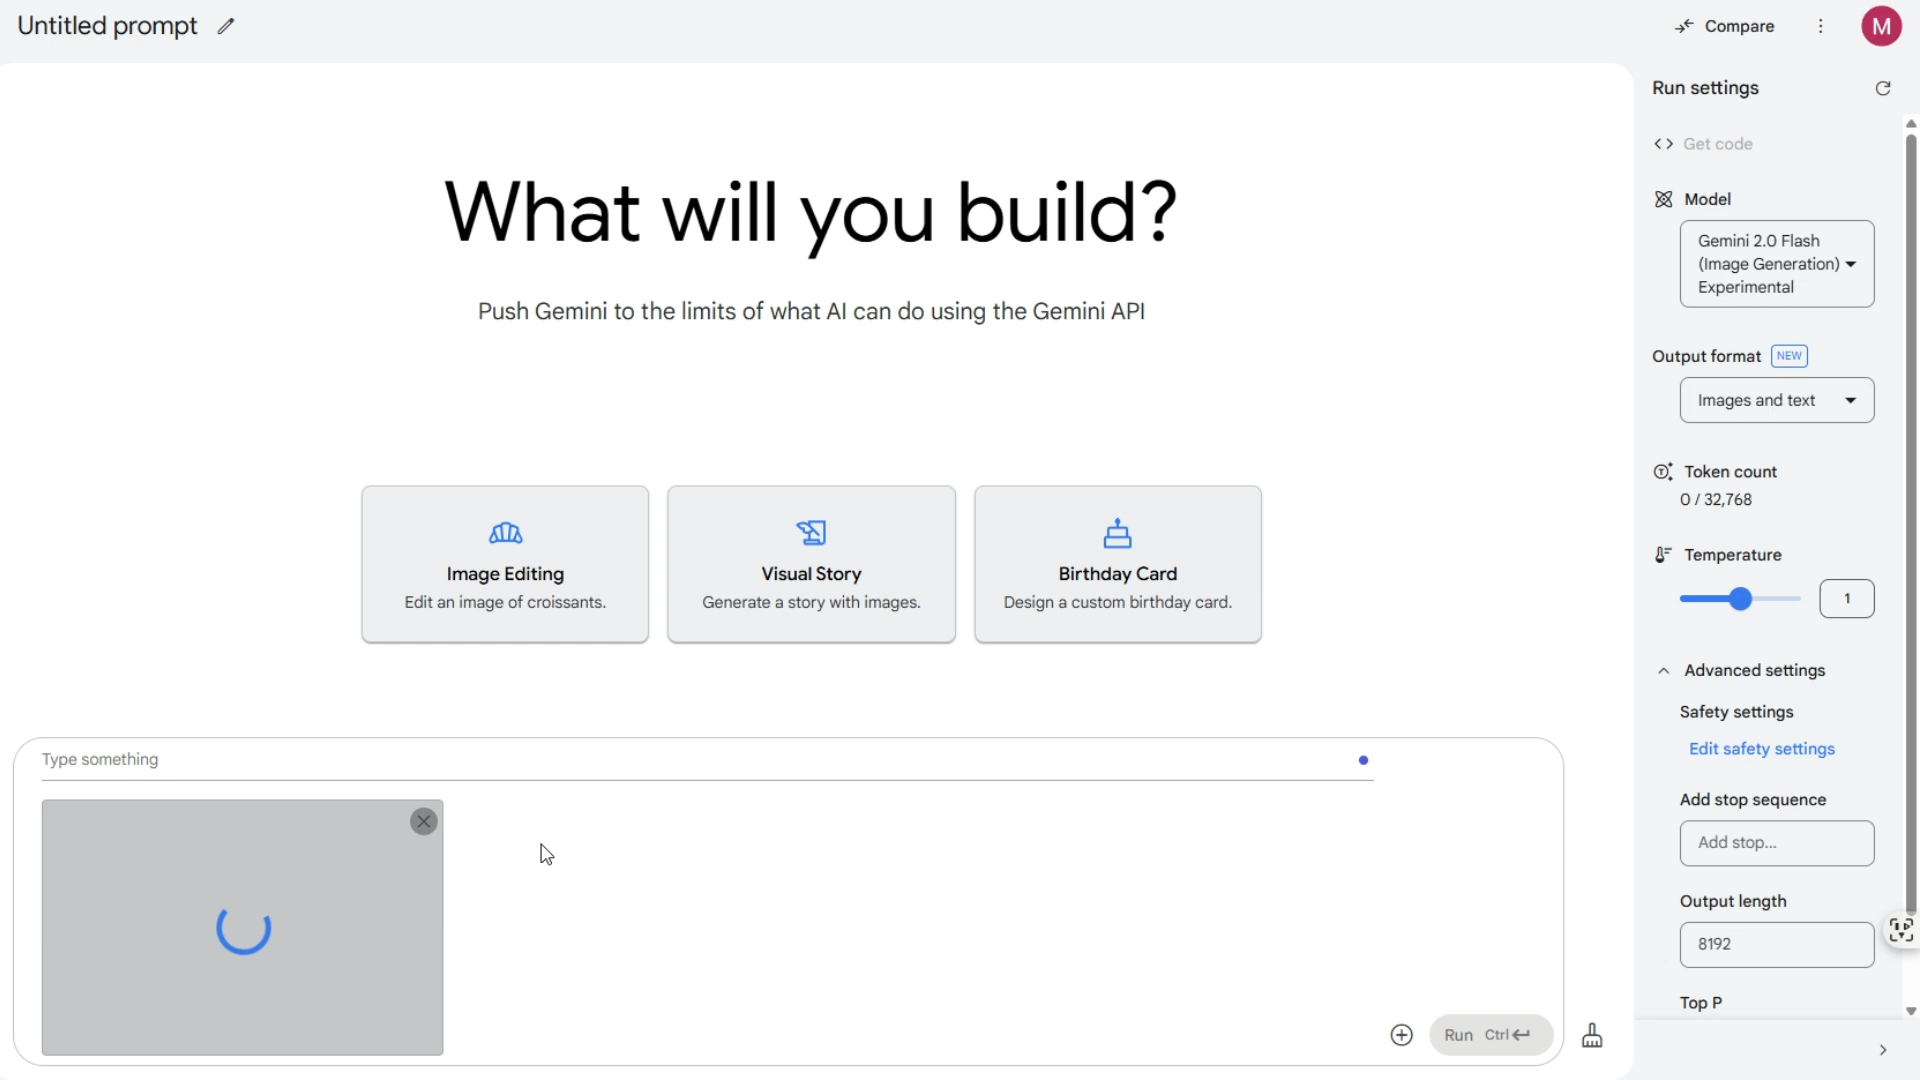 Untitled prompt
Compare
M
What will you build?
Push Gemini to the limits of what AI can do using the Gemini API
Image Editing
Edit an image of croissants.
Visual Story
Generate a story with images.
Birthday Card
Design a custom birthday card.
Type something
Run Ctrl
Run settings
Get code
Model
Gemini 2.0 Flash
(Image Generation)
Experimental
Output format NEW
Images and text
Token count
0 / 32,768
Temperature
1
Advanced settings
Safety settings
Edit safety settings
Add stop sequence
Add stop...
Output length
8192
Top P